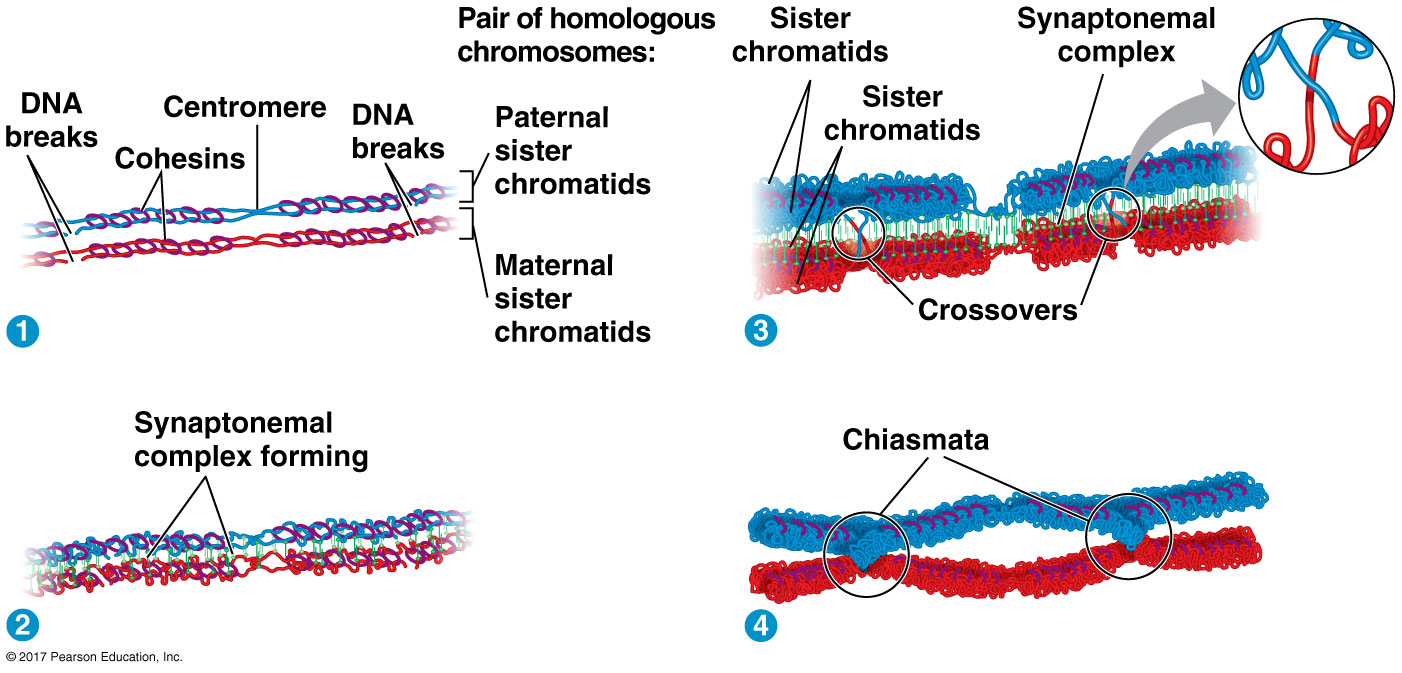 Pair of homologous
chromosomes:
DNA
breaks
Cohesins
Centromere
DNA
breaks
Paternal
sister
chromatids
Maternal
sister
chromatids
1
Synaptonemal
complex forming
2
Sister
chromatids
Sister
chromatids
Synaptonemal
complex
Crossovers
3
Chiasmata
4
© 2017 Pearson Education, Inc.